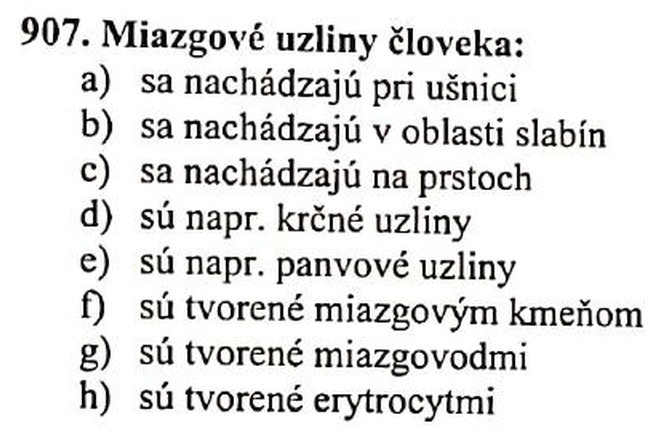 907. Miazgové uzliny človeka:
a) sa nachádzajú pri ušnici
b) sa nachádzajú v oblasti slabín
c) sa nachádzajú na prstoch
d) sú napr. krčné uzliny
e) sú napr. panvové uzliny
f) sú tvorené miazgovým kmeňom
g) sú tvorené miazgovodmi
h) sú tvorené erytrocytmi